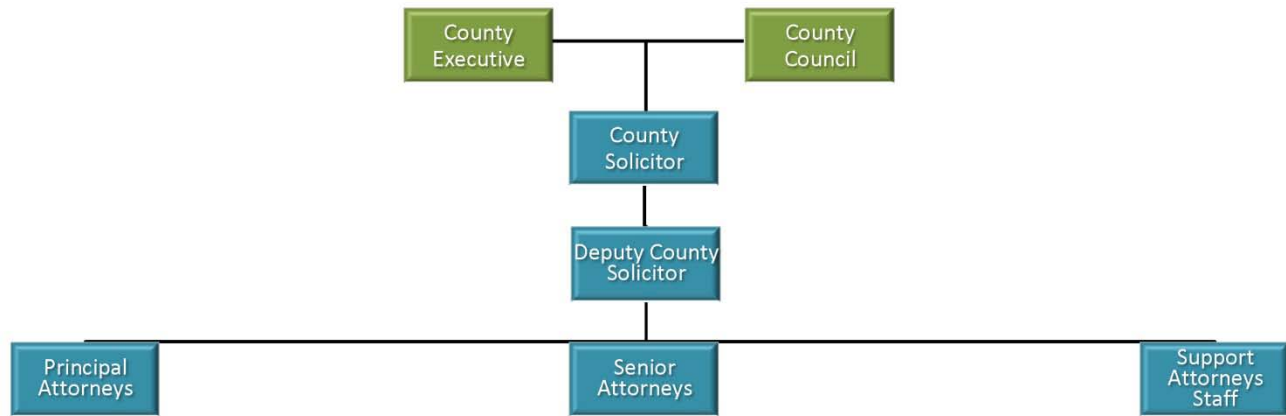 County
Executive
County
Council
County
Solicitor
Deputy County
Solicitor
Principal
Attorneys
Senior
Attorneys
Support
Attorneys
Staff